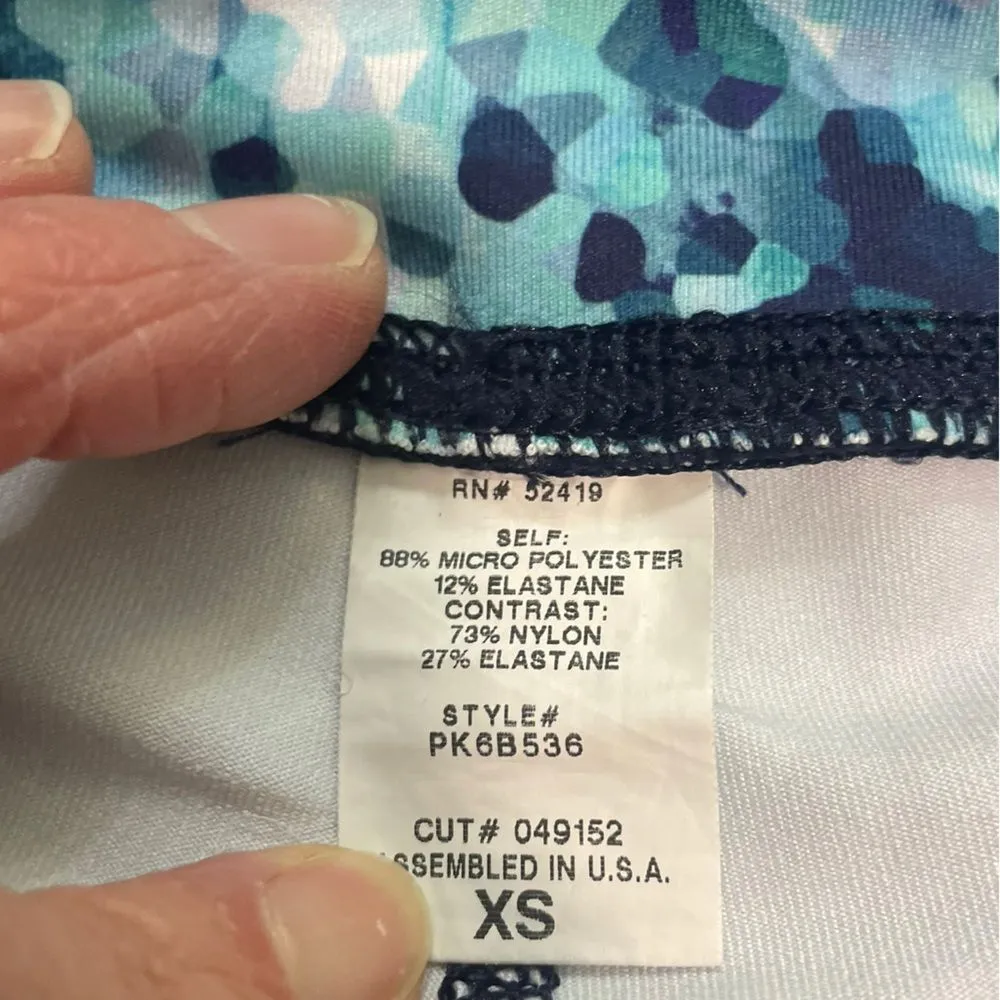 RN# 52419
SELF:
88% MICRO POLYESTER
12% ELASTANE
CONTRAST:
73% NYLON
27% ELASTANE
STYLE#
PK6B536
CUT# 049152
ASSEMBLED IN U.S.A.
XS